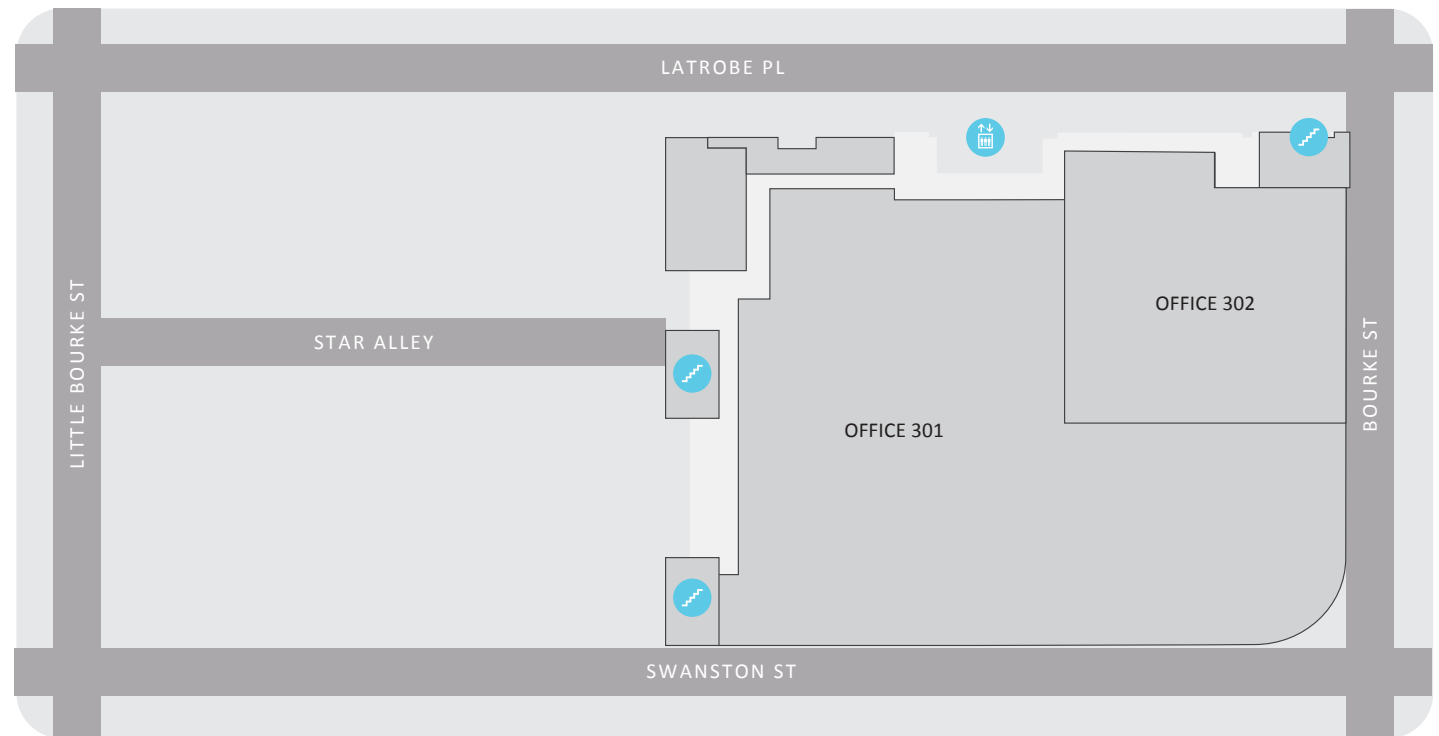 LATROBE PL
OFFICE 302
LITTLE BOURKE ST
STAR ALLEY
BOURKE ST
OFFICE 301
SWANSTON ST